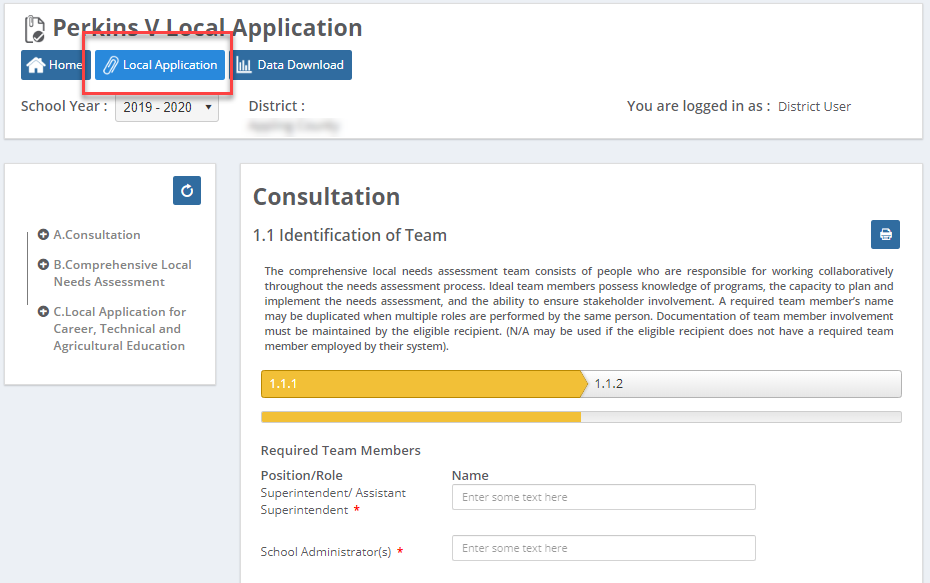 Perkins V Local Application
Home Local Application Data Download
School Year : 2019 - 2020 District : You are logged in as : District User
Consultation
1.1 Identification of Team
A.Consultation
B.Comprehensive Local
Needs Assessment
C.Local Application for
Career, Technical and
Agricultural Education
The comprehensive local needs assessment team consists of people who are responsible for working collaboratively
throughout the needs assessment process. Ideal team members possess knowledge of programs, the capacity to plan and
implement the needs assessment, and the ability to ensure stakeholder involvement. A required team member's name
may be duplicated when multiple roles are performed by the same person. Documentation of team member involvement
must be maintained by the eligible recipient. (N/A may be used if the eligible recipient does not have a required team
member employed by their system).
1.1.1 1.1.2
Required Team Members
Position/Role Name
Superintendent/ Assistant
Superintendent *
Enter some text here
School Administrator(s) * Enter some text here